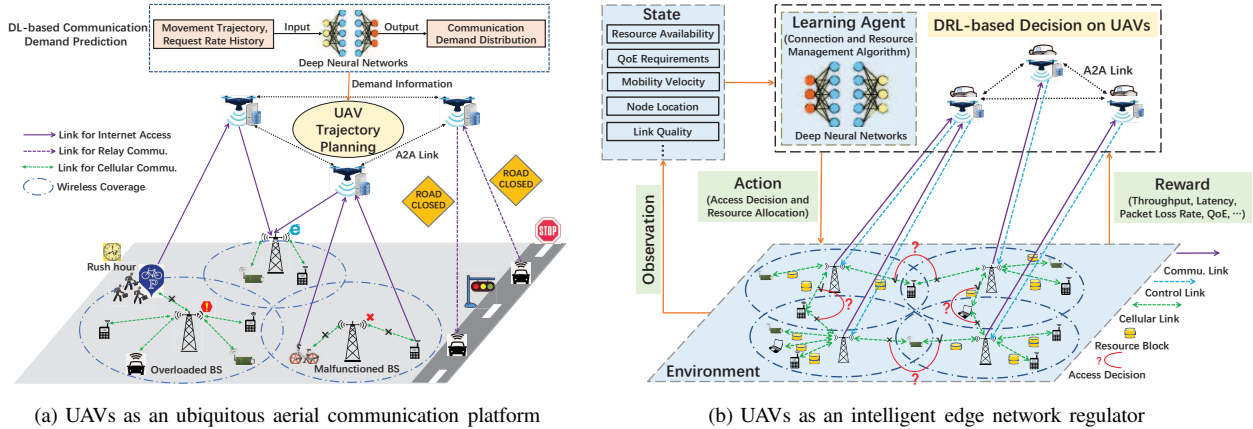 DL-based Communication
Demand Prediction
Movement Trajectory,
Request Rate History
Input
Output
Communication
Demand Distribution
Deep Neural Networks
Demand Information
UAV
Trajectory
Planning
A2A Link
Link for Internet Access
Link for Relay Commu.
Link for Cellular Commu.
Wireless Coverage
ROAD
CLOSED
ROAD
CLOSED
STOP
Rush hour
Overloaded BS
Malfunctioned BS
(a) UAVs as an ubiquitous aerial communication platform
State
Resource Availability
QoE Requirements
Mobility Velocity
Node Location
Link Quality
⋮
Learning Agent
(Connection and Resource
Management Algorithm)
Deep Neural Networks
DRL-based Decision on UAVs
A2A Link
Observation
Action
(Access Decision and
Resource Allocation)
Reward
(Throughput, Latency,
Packet Loss Rate, QoE, ···)
?
?
?
?
Environment
Commu. Link
Control Link
Cellular Link
Resource Block
?
Access Decision
(b) UAVs as an intelligent edge network regulator